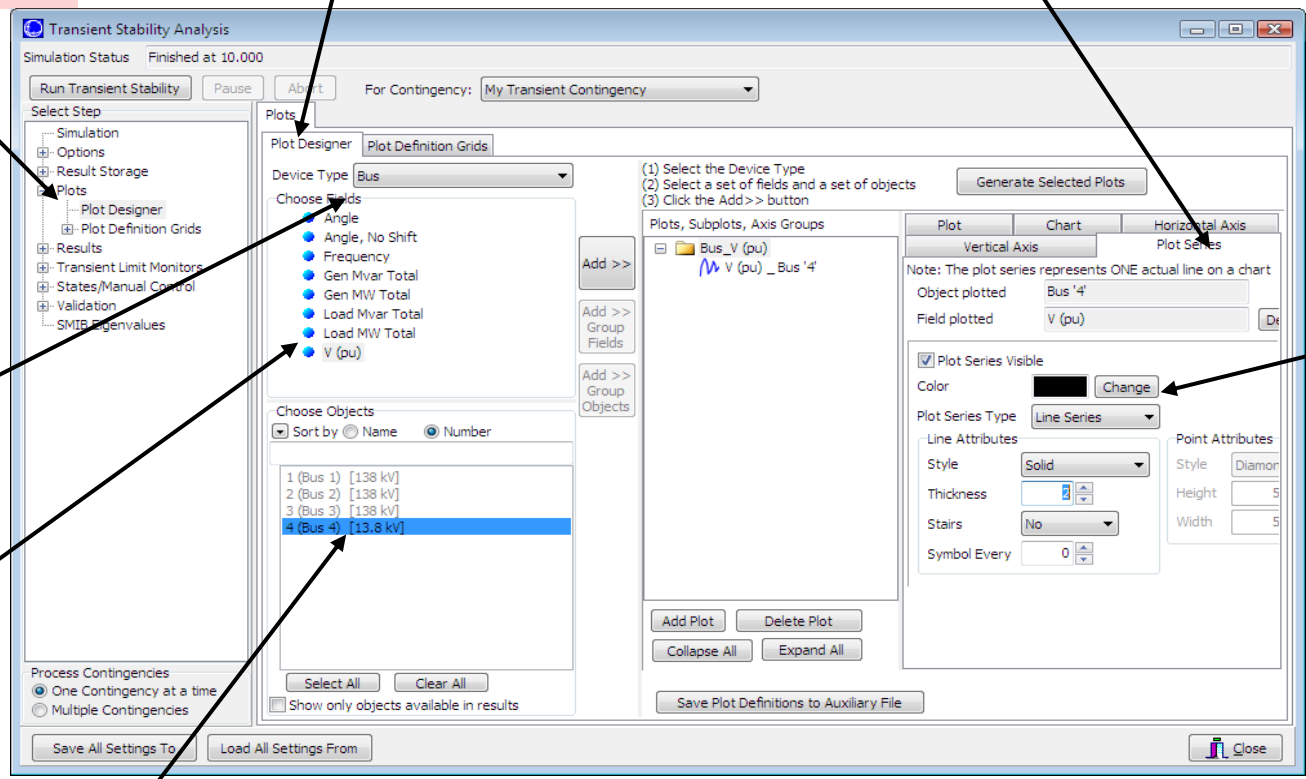 Transient Stability Analysis
Simulation Status Finished at 10.000
Run Transient Stability Pause Abort For Contingency: My Transient Contingency
Select Step
Simulation
Options
Result Storage
Plots
Plot Designer
Plot Definition Grids
Results
Transient Limit Monitors
States/Manual Control
Validation
SMIB Eigenvalues
Process Contingencies
One Contingency at a time
Multiple Contingencies
Plots
Plot Designer Plot Definition Grids
Device Type Bus
Choose Fields
Angle
Angle, No Shift
Frequency
Gen Mvar Total
Gen MW Total
Load Mvar Total
Load MW Total
V (pu)
Choose Objects
Sort by Name Number
1 (Bus 1) [138 kV]
2 (Bus 2) [138 kV]
3 (Bus 3) [138 kV]
4 (Bus 4) [13.8 kV]
Select All Clear All
Show only objects available in results
Add >>
Add >>
Group
Fields
Add >>
Group
Objects
(1) Select the Device Type
(2) Select a set of fields and a set of objects
(3) Click the Add>> button
Generate Selected Plots
Plots, Subplots, Axis Groups
Bus_V (pu)
V (pu) _ Bus '4'
Add Plot Delete Plot
Collapse All Expand All
Save Plot Definitions to Auxiliary File
Plot Chart Horizontal Axis
Vertical Axis Plot Series
Note: The plot series represents ONE actual line on a chart
Object plotted Bus '4'
Field plotted V (pu) De
Plot Series Visible
Color Change
Plot Series Type Line Series
Line Attributes
Style Solid
Thickness 2
Stairs No
Symbol Every 0
Point Attributes
Style Diamon
Height 5
Width 5
Save All Settings To Load All Settings From Close